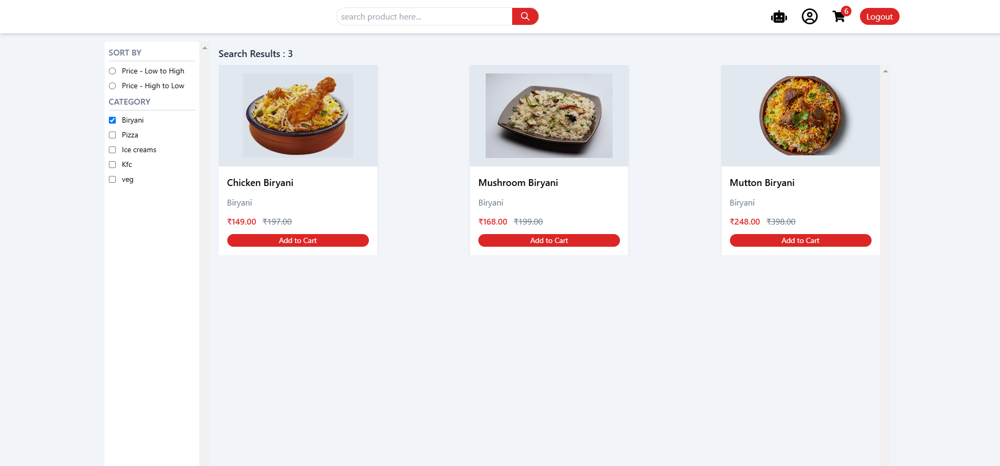 search product here...
6
Logout
SORT BY
Price - Low to High
Price - High to Low
CATEGORY
Biryani
Pizza
Ice creams
Kfc
veg
Search Results : 3
Chicken Biryani
Biryani
₹149.00 ₹197.00
Add to Cart
Mushroom Biryani
Biryani
₹168.00 ₹199.00
Add to Cart
Mutton Biryani
Biryani
₹248.00 ₹398.00
Add to Cart